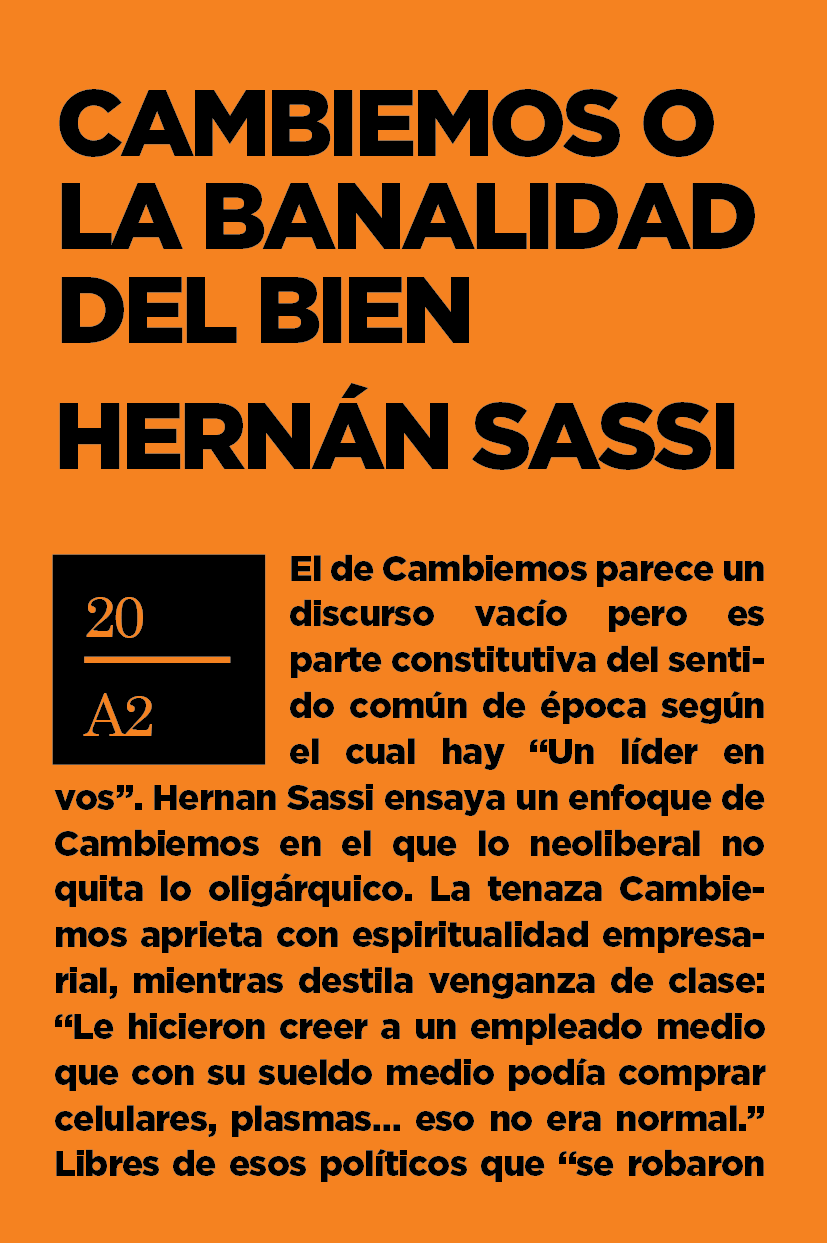 CAMBIEMOS O
LA BANALIDAD
DEL BIEN
HERNÁN SASSI
20
A2
El de Cambiemos parece un
discurso vacío pero es
parte constitutiva del senti-
do común de época según
el cual hay “Un líder en
vos”. Hernan Sassi ensaya un enfoque de
Cambiemos en el que lo neoliberal no
quita lo oligárquico. La tenaza Cambie-
mos aprieta con espiritualidad empresa-
rial, mientras destila venganza de clase:
“Le hicieron creer a un empleado medio
que con su sueldo medio podía comprar
celulares, plasmas... eso no era normal.”
Libres de esos políticos que “se robaron